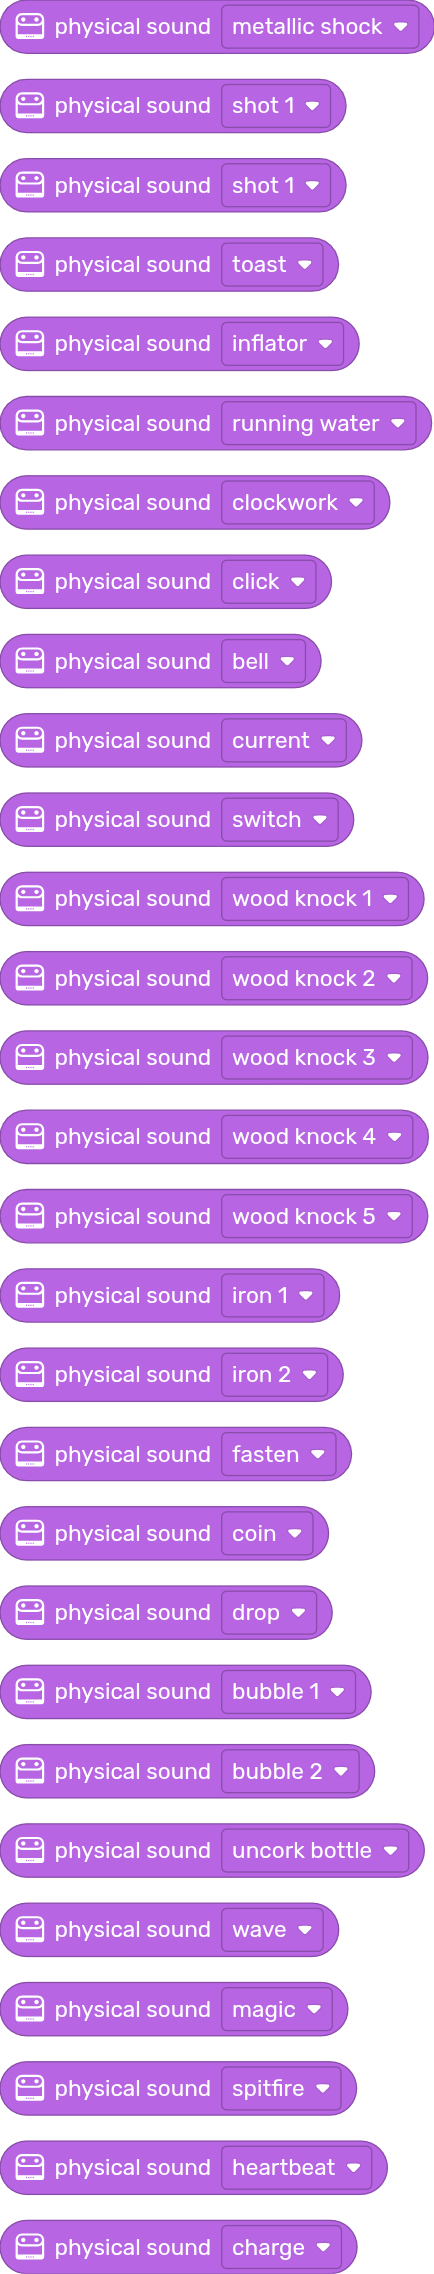 physical sound metallic shock
physical sound shot 1
physical sound shot 1
physical sound toast
physical sound inflator
physical sound running water
physical sound clockwork
physical sound click
physical sound bell
physical sound current
physical sound switch
physical sound wood knock 1
physical sound wood knock 2
physical sound wood knock 3
physical sound wood knock 4
physical sound wood knock 5
physical sound iron 1
physical sound iron 2
physical sound fasten
physical sound coin
physical sound drop
physical sound bubble 1
physical sound bubble 2
physical sound uncork bottle
physical sound wave
physical sound magic
physical sound spitfire
physical sound heartbeat
physical sound charge